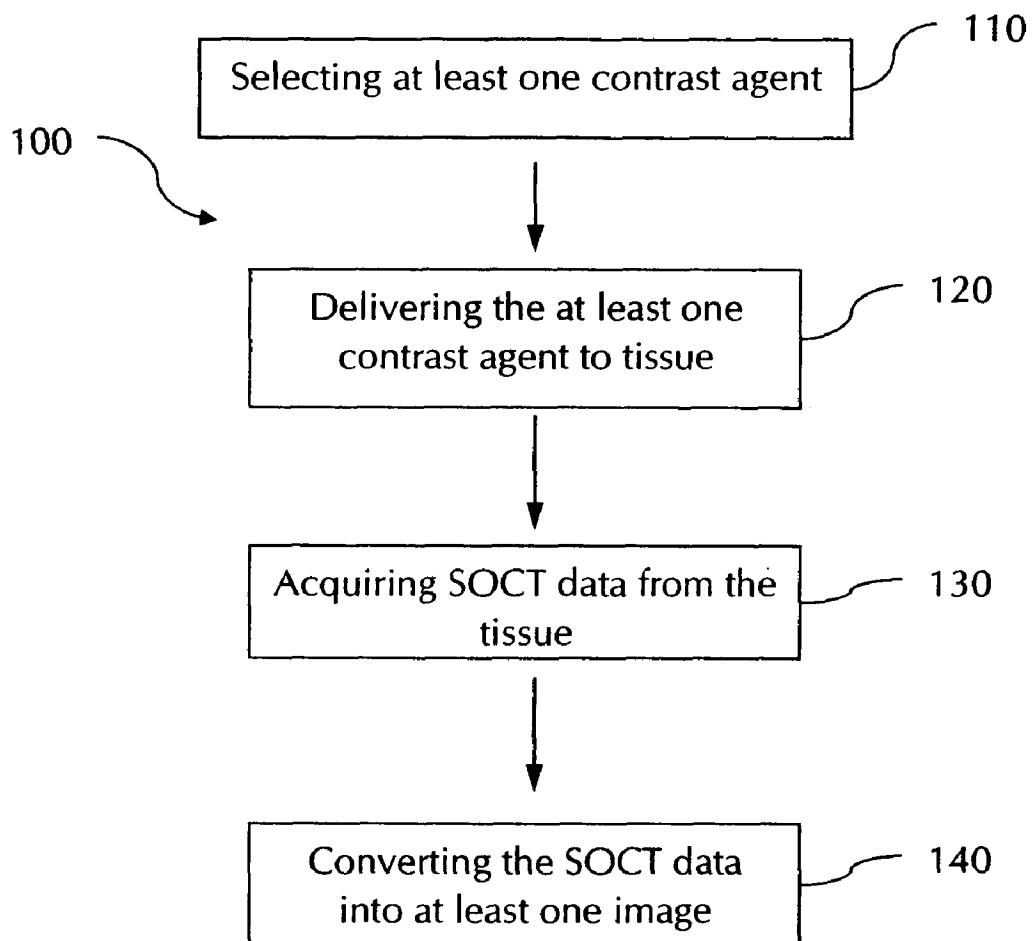 110
Selecting at least one contrast agent
100
120
Delivering the at least one
contrast agent to tissue
130
Acquiring SOCT data from the
tissue
140
Converting the SOCT data
into at least one image